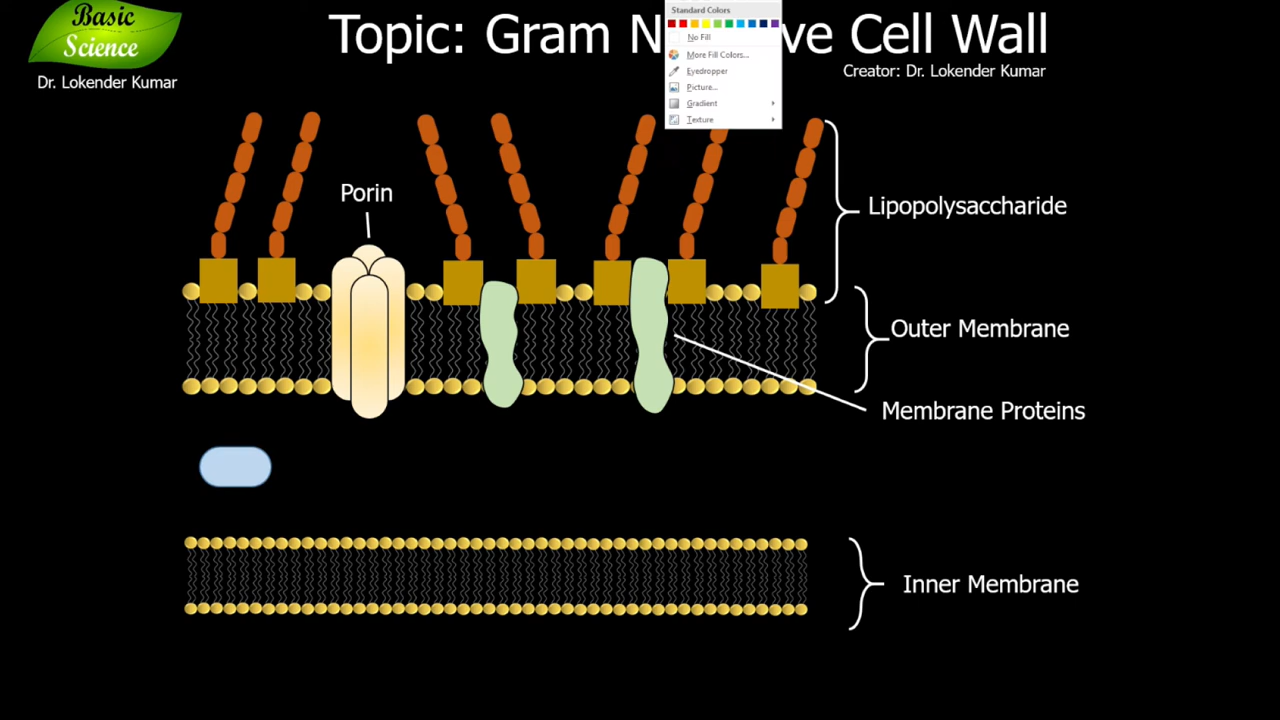 Basic
Science
Dr. Lokender Kumar
Topic: Gram N ve Cell Wall
Creator: Dr. Lokender Kumar
Standard Colors
No Fill
More Fill Colors...
Eyedropper
Picture...
Gradient
Texture
Porin
Lipopolysaccharide
Outer Membrane
Membrane Proteins
Inner Membrane